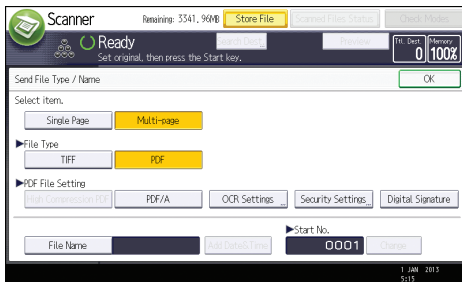 Scanner Remaining: 3341.96MB Store File Scanned Files Status Check Modes
Ready Search Dest. Preview Ttl. Dest. Memory
Set original, then press the Start key. 0 100%
Send File Type / Name OK
Select item.
Single Page Multi-page
►File Type
TIFF PDF
►PDF File Setting
High Compression PDF PDF/A OCR Settings Security Settings Digital Signature
►Start No.
File Name Add Date&Time 0001 Change
1 JAN 2013
5:15